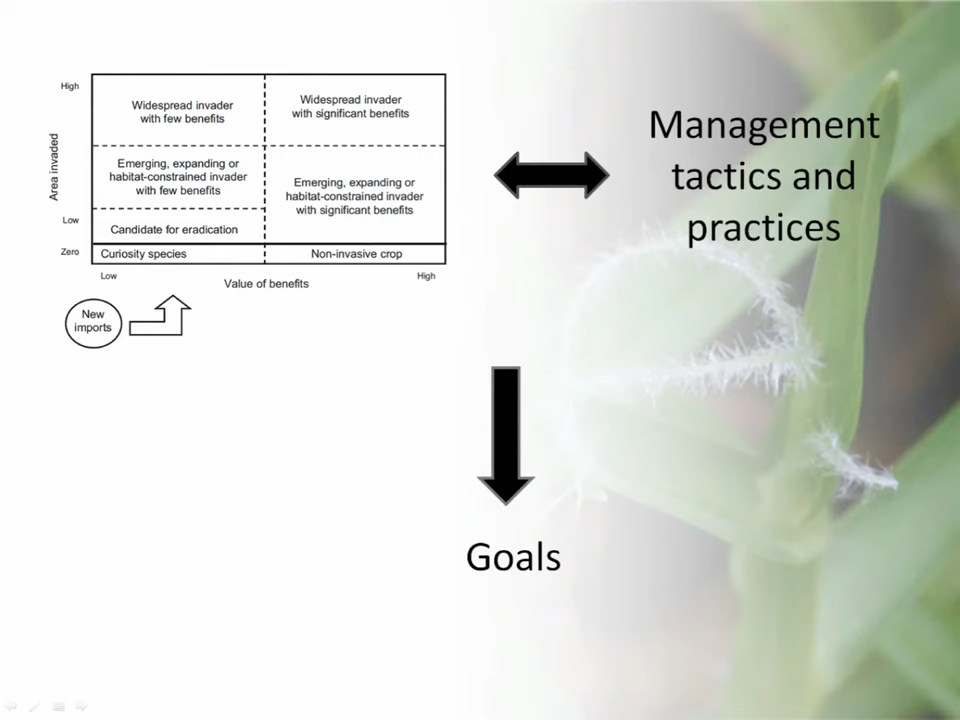 High
Widespread invader
with few benefits
Widespread invader
with significant benefits
Area invaded
Emerging, expanding or
habitat-constrained invader
with few benefits
Emerging, expanding or
habitat-constrained invader
with significant benefits
Low
Candidate for eradication
Zero
Curiosity species
Non-invasive crop
Low
High
Value of benefits
New
imports
Management
tactics and
practices
Goals